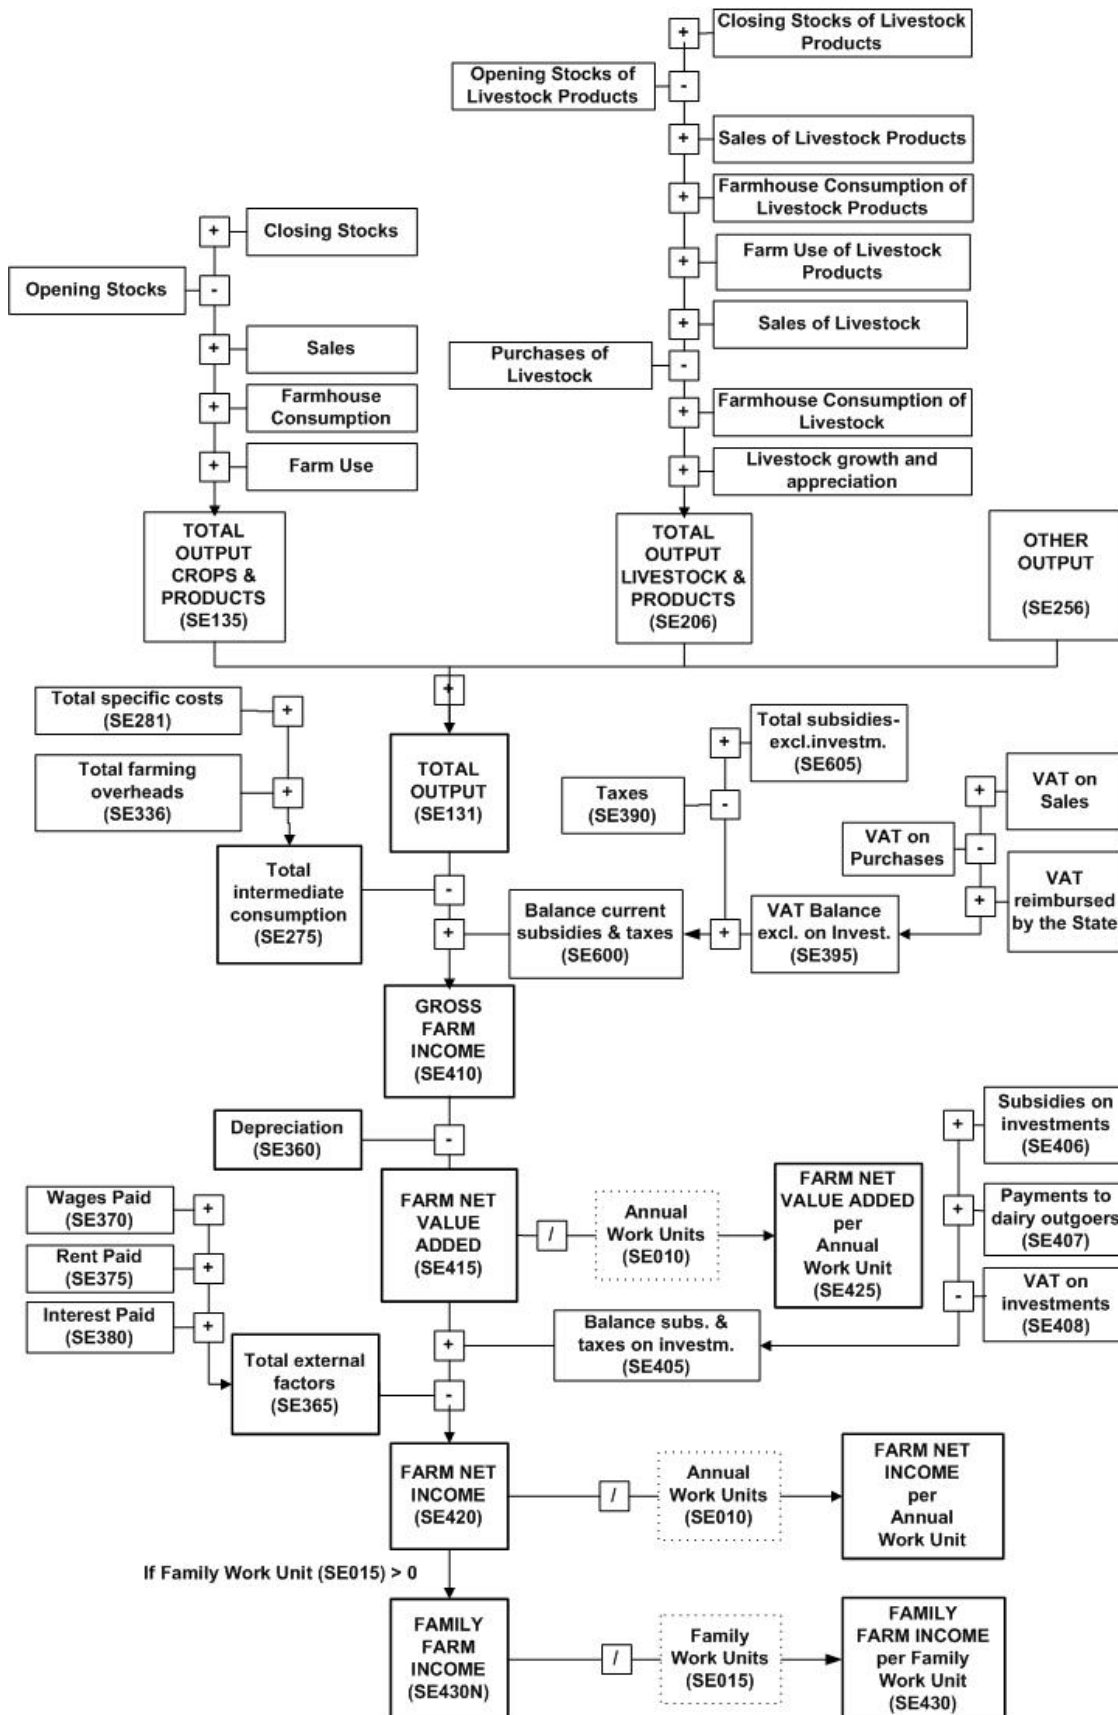 +
Closing Stocks of Livestock
Products
Opening Stocks of
Livestock Products
-
+
Sales of Livestock Products
+
Farmhouse Consumption of
Livestock Products
+
Closing Stocks
+
Farm Use of Livestock
Products
Opening Stocks
-
+
Sales of Livestock
+
Sales
Purchases of
Livestock
-
+
Farmhouse
Consumption
+
Farmhouse Consumption of
Livestock
+
Farm Use
+
Livestock growth and
appreciation
TOTAL
OUTPUT
CROPS &
PRODUCTS
(SE135)
TOTAL
OUTPUT
LIVESTOCK &
PRODUCTS
(SE206)
OTHER
OUTPUT
(SE256)
+
Total specific costs
(SE281)
+
Total farming
overheads
(SE336)
+
TOTAL
OUTPUT
(SE131)
+
Total subsidies-
excl.investm.
(SE605)
Taxes
(SE390)
-
+
VAT on
Sales
VAT on
Purchases
-
+
VAT
reimbursed
by the State
Total
intermediate
consumption
(SE275)
-
+
Balance current
subsidies & taxes
(SE600)
+
VAT Balance
excl. on Invest.
(SE395)
GROSS
FARM
INCOME
(SE410)
Depreciation
(SE360)
-
+
Subsidies on
investments
(SE406)
+
Payments to
dairy outgoers
(SE407)
-
VAT on
investments
(SE408)
Wages Paid
(SE370)
+
Rent Paid
(SE375)
+
Interest Paid
(SE380)
+
FARM NET
VALUE
ADDED
(SE415)
/
Annual
Work Units
(SE010)
FARM NET
VALUE ADDED
per
Annual
Work Unit
(SE425)
+
Balance subs. &
taxes on investm.
(SE405)
Total external
factors
(SE365)
-
FARM NET
INCOME
(SE420)
/
Annual
Work Units
(SE010)
FARM NET
INCOME
per
Annual
Work Unit
If Family Work Unit (SE015) > 0
FAMILY
FARM
INCOME
(SE430N)
/
Family
Work Units
(SE015)
FAMILY
FARM INCOME
per Family
Work Unit
(SE430)